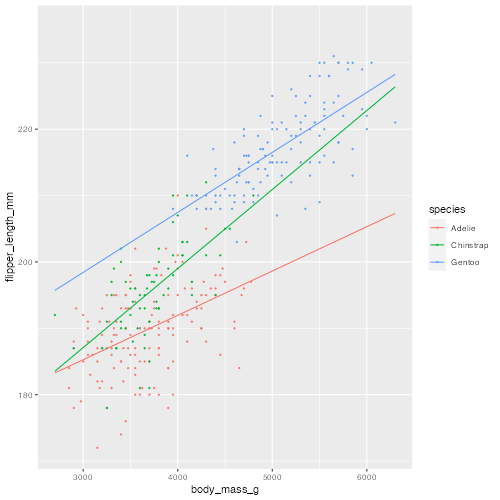 220
200
180
3000 4000 5000 6000
body_mass_g
flipper_length_mm
species
Adelie
Chinstrap
Gentoo